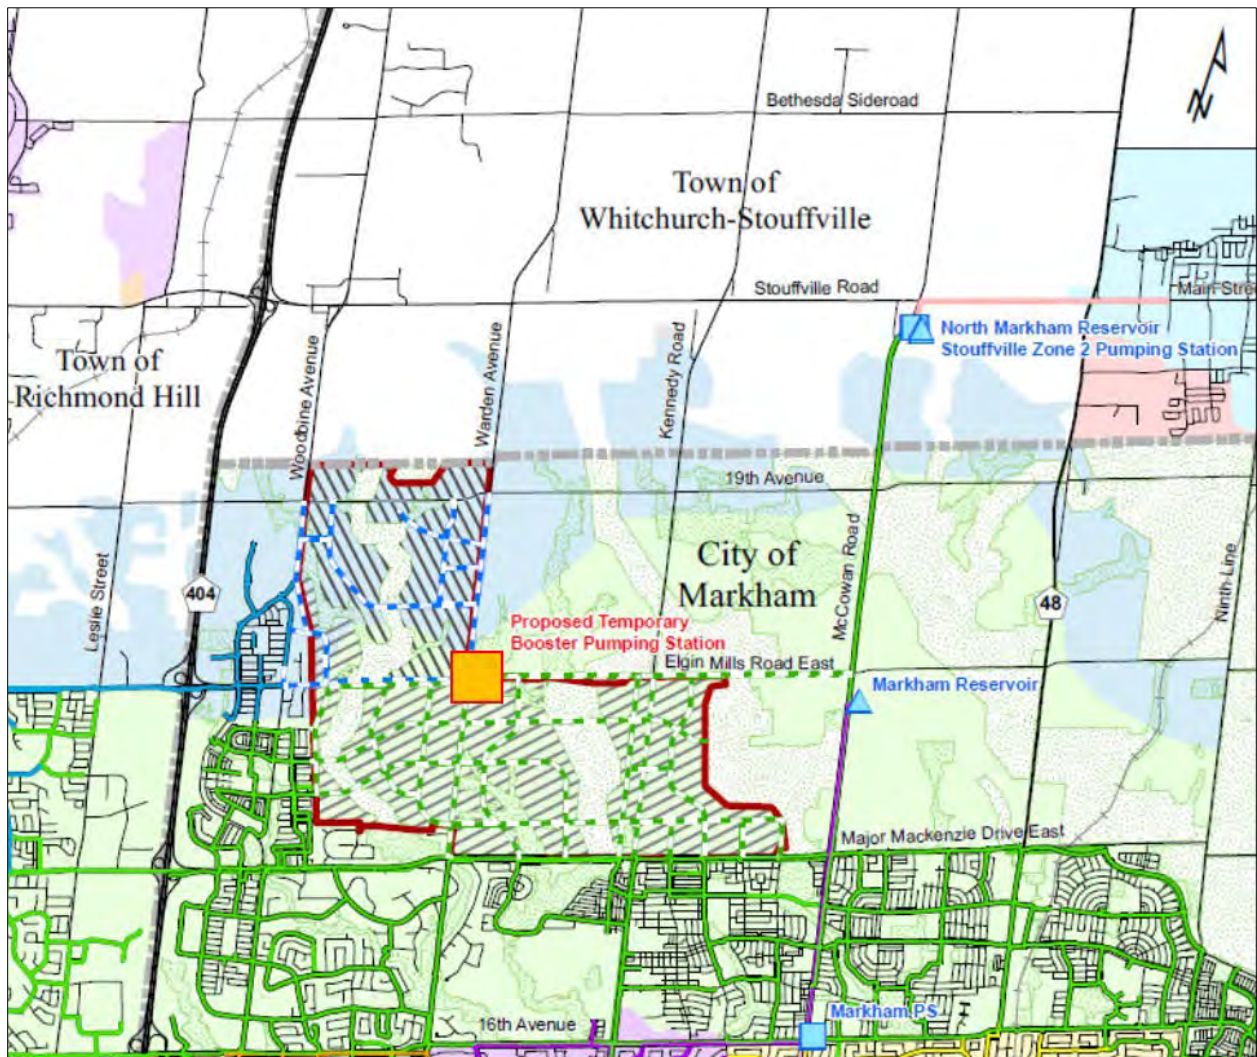 N
Bethesda Sideroad
Town of
Whitchurch-Stouffville
Stouffville Road
Main Stree
North Markham Reservoir
Stouffville Zone 2 Pumping Station
Town of
Richmond Hill
Woodbine Avenue
Warden Avenue
Kennedy Road
19th Avenue
City of
Markham
McCowan Road
Leslie Street
404
48
Ninth Line
Proposed Temporary
Booster Pumping Station
Elgin Mills Road East
Markham Reservoir
Major Mackenzie Drive East
16th Avenue
Markham PS